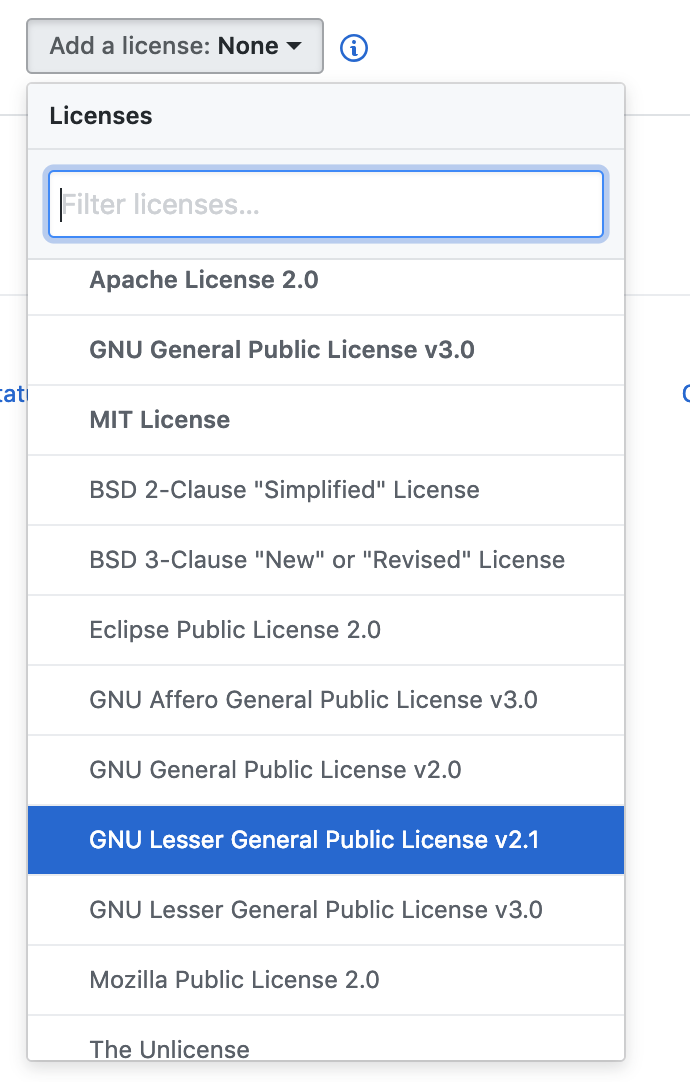 Add a license: None
Licenses
Filter licenses...
Apache License 2.0
GNU General Public License v3.0
MIT License
BSD 2-Clause "Simplified" License
BSD 3-Clause "New" or "Revised" License
Eclipse Public License 2.0
GNU Affero General Public License v3.0
GNU General Public License v2.0
GNU Lesser General Public License v2.1
GNU Lesser General Public License v3.0
Mozilla Public License 2.0
The Unlicense